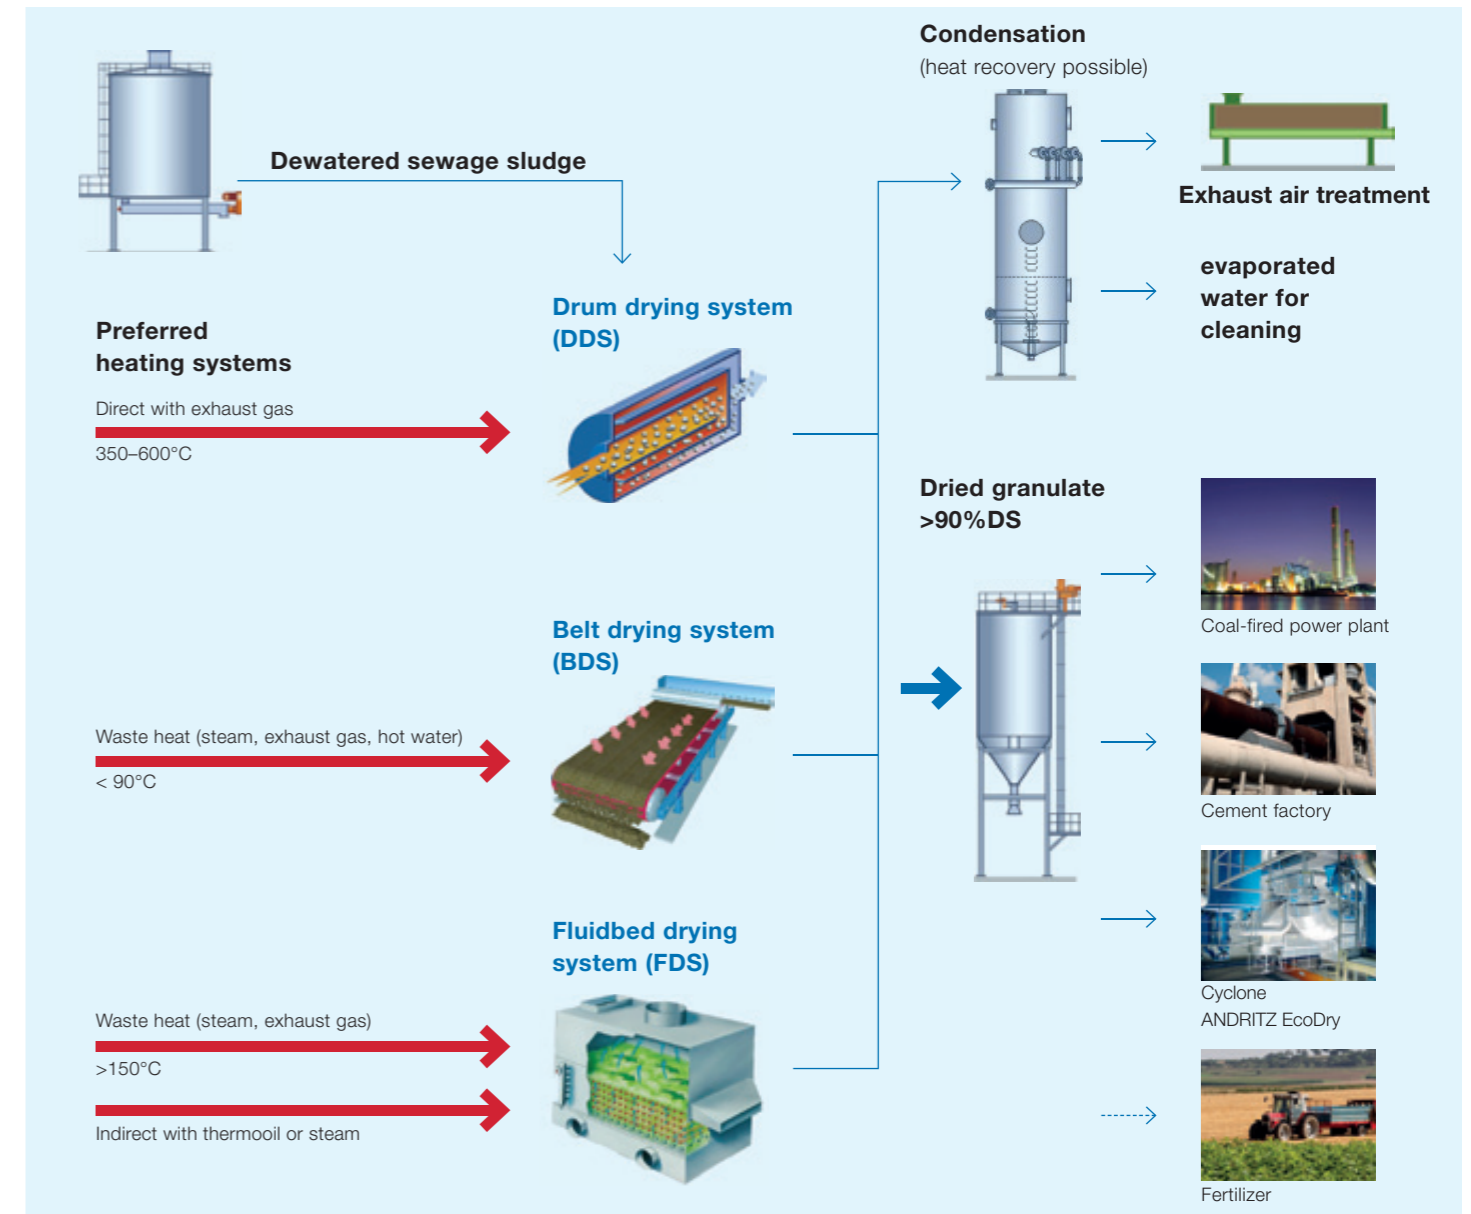 Condensation
(heat recovery possible)
Dewatered sewage sludge
Exhaust air treatment
evaporated
water for
cleaning
Drum drying system
(DDS)
Preferred
heating systems
Direct with exhaust gas
350–600°C
Dried granulate
>90%DS
Coal-fired power plant
Belt drying system
(BDS)
Waste heat (steam, exhaust gas, hot water)
< 90°C
Cement factory
Fluidbed drying
system (FDS)
Cyclone
ANDRITZ EcoDry
Waste heat (steam, exhaust gas)
>150°C
Indirect with thermooil or steam
Fertilizer